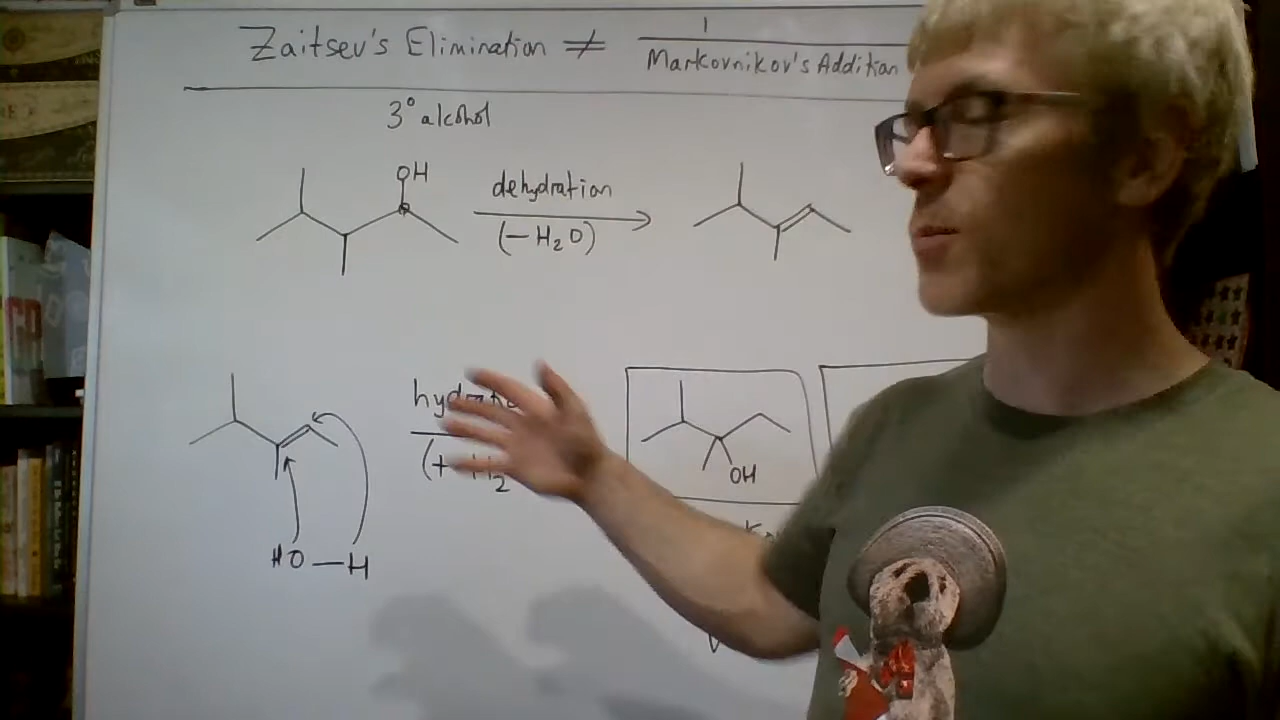 Zaitsev's Elimination ≠ 1
Markovnikov's Addition
3° alcohol
OH
dehydration
(-H₂O)
OH
HO—H